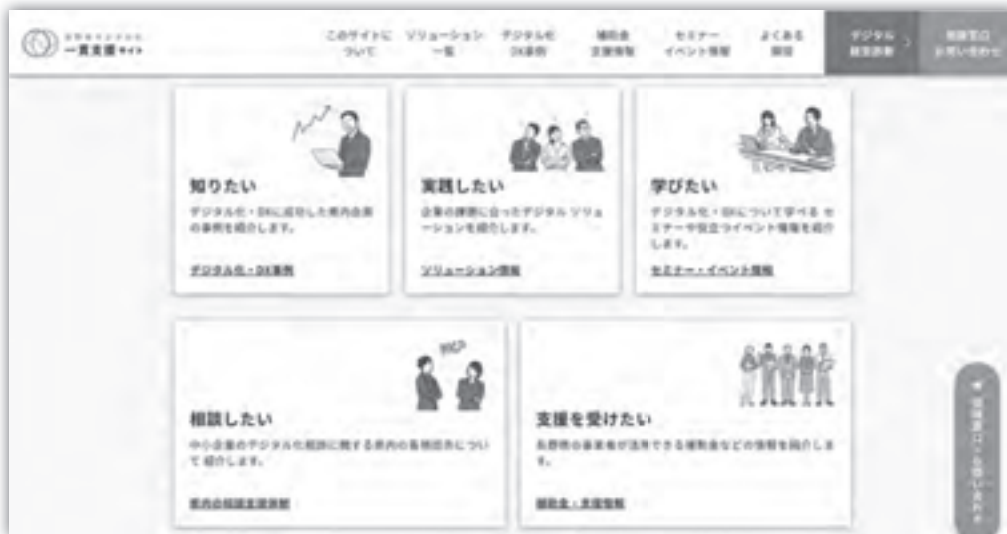 一貫支援サイト
このサイトに
ついて
ソリューション
一覧
デジタル化
DX事例
補助金
支援情報
セミナー
イベント情報
よくある
質問
デジタル
経営診断
相談窓口
お問い合わせ
知りたい
デジタル化・DXに成功した県内企業
の事例を紹介します。
デジタル化・DX事例
実践したい
企業の課題に合ったデジタル ソリュ
ーションを紹介します。
ソリューション情報
学びたい
デジタル化・DXについて学べる セ
ミナーや役立つイベント情報を紹介
します。
セミナー・イベント情報
相談したい
中小企業のデジタル化相談に関する県内の各種団体につい
て 紹介します。
県内の相談支援体制
支援を受けたい
長野県の事業者が活用できる補助金などの情報を紹介しま
す。
補助金・支援情報